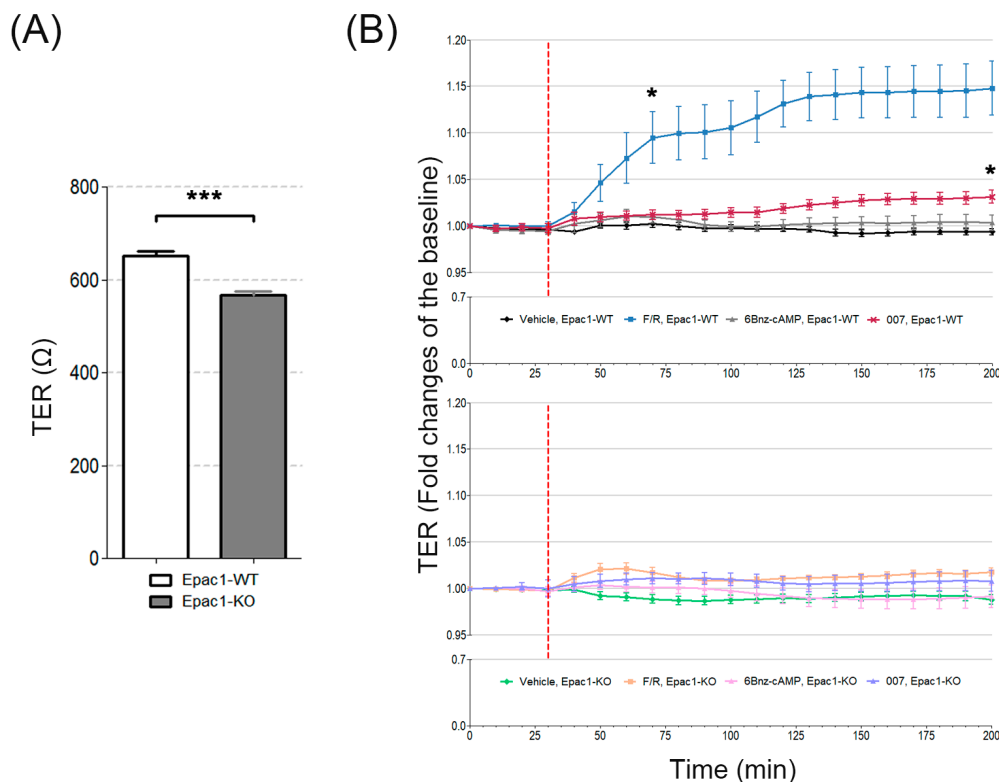 (A)
(B)
TER (Ω)
800
600
400
200
0
***
Epac1-WT
Epac1-KO
TER (Fold changes of the baseline)
1.20
1.15
1.10
1.05
1.00
0.95
*
*
0.7
0.0
Vehicle, Epac1-WT F/R, Epac1-WT 6Bnz-cAMP, Epac1-WT 007, Epac1-WT
0 25 50 75 100 125 150 175 200
1.20
1.15
1.10
1.05
1.00
0.95
0.7
0.0
Vehicle, Epac1-KO F/R, Epac1-KO 6Bnz-cAMP, Epac1-KO 007, Epac1-KO
0 25 50 75 100 125 150 175 200
Time (min)